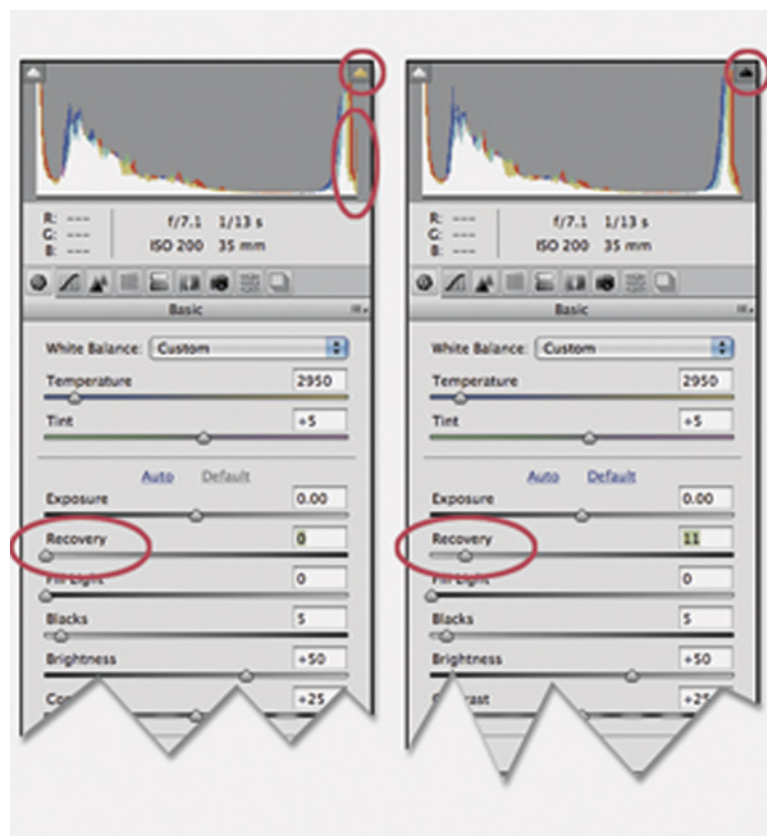 R: ---
G: ---
B: ---
f/7.1 1/13 s
ISO 200 35 mm
Basic
White Balance: Custom
Temperature 2950
Tint +5
Auto Default
Exposure 0.00
Recovery 0
Fill Light 0
Blacks 5
Brightness +50
+25
R: ---
G: ---
B: ---
f/7.1 1/13 s
ISO 200 35 mm
Basic
White Balance: Custom
Temperature 2950
Tint +5
Auto Default
Exposure 0.00
Recovery 11
Fill Light 0
Blacks 5
Brightness +50